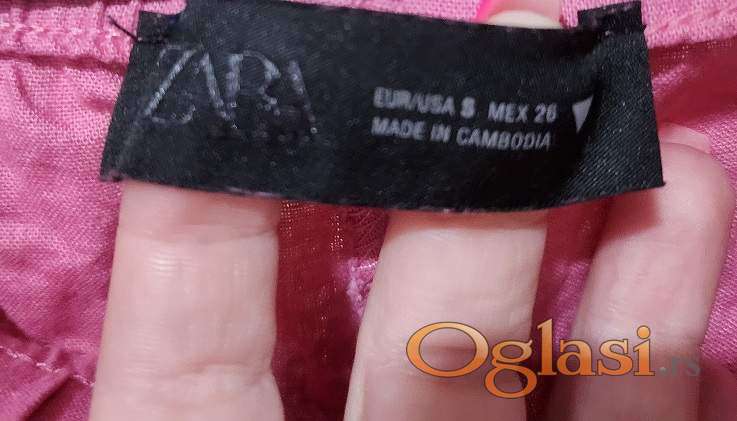 ZARA
EUR/USA S MEX 26
MADE IN CAMBODIA
Oglasi.rs